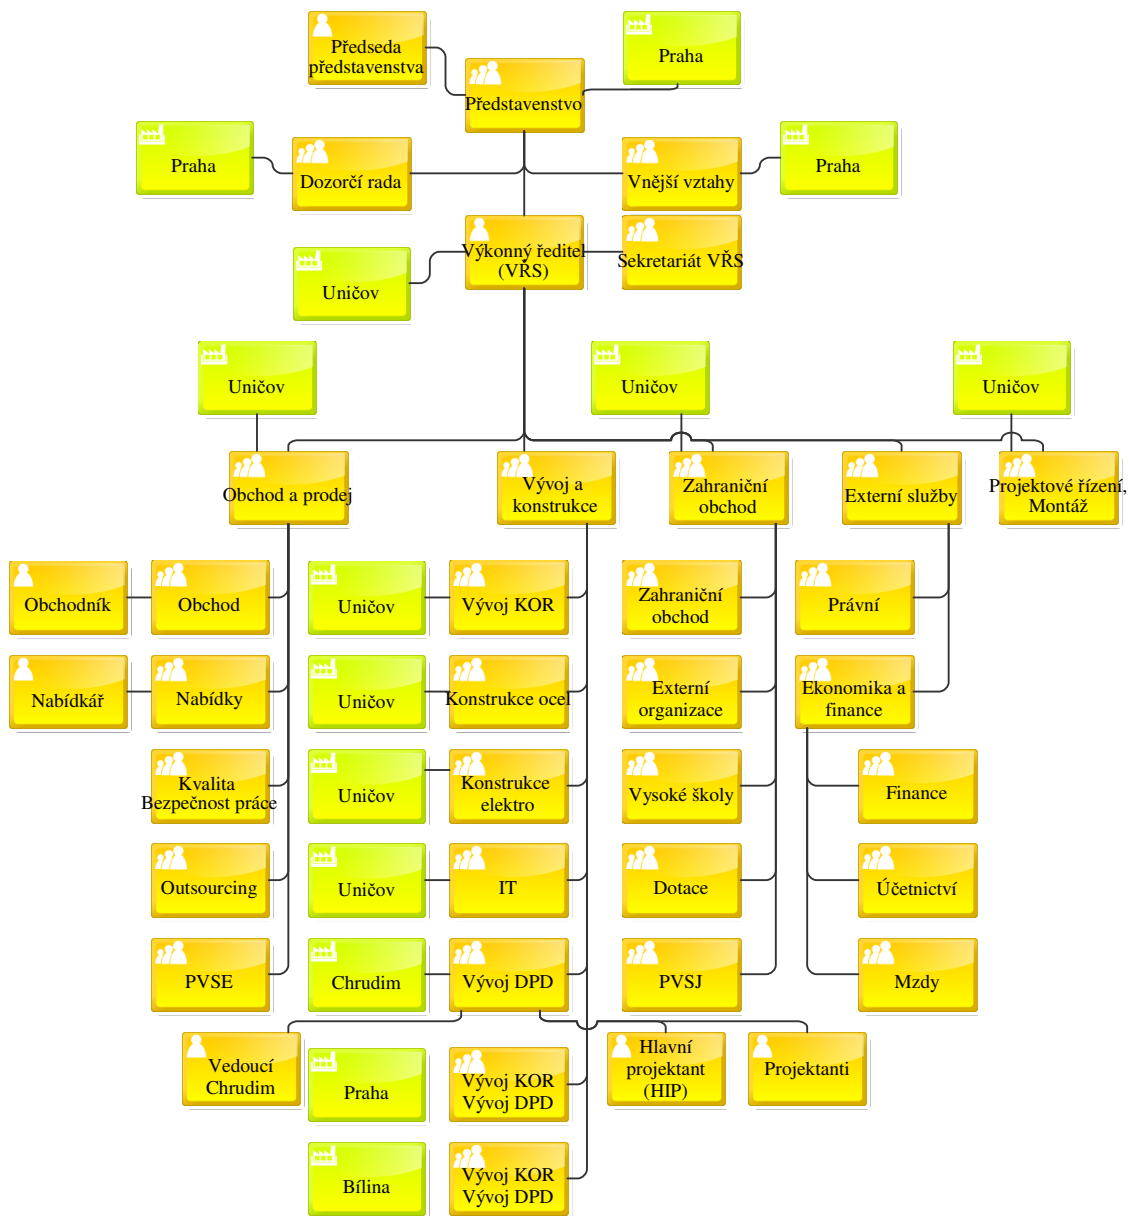 Předseda
představenstva
Praha
Představenstvo
Praha
Dozorčí rada
Vnější vztahy
Praha
Výkonný ředitel
(VŘS)
Sekretariát VŘS
Uničov
Uničov
Uničov
Uničov
Obchod a prodej
Vývoj a
konstrukce
Zahraniční
obchod
Externí služby
Projektové řízení,
Montáž
Obchodník
Obchod
Uničov
Vývoj KOR
Zahraniční
obchod
Právní
Nabídkář
Nabídky
Uničov
Konstrukce ocel
Externí
organizace
Ekonomika a
finance
Kvalita
Bezpečnost práce
Uničov
Konstrukce
elektro
Vysoké školy
Finance
Outsourcing
Uničov
IT
Dotace
Účetnictví
PVSE
Chrudim
Vývoj DPD
PVSJ
Mzdy
Vedoucí
Chrudim
Praha
Vývoj KOR
Vývoj DPD
Hlavní
projektant
(HIP)
Projektanti
Bílina
Vývoj KOR
Vývoj DPD